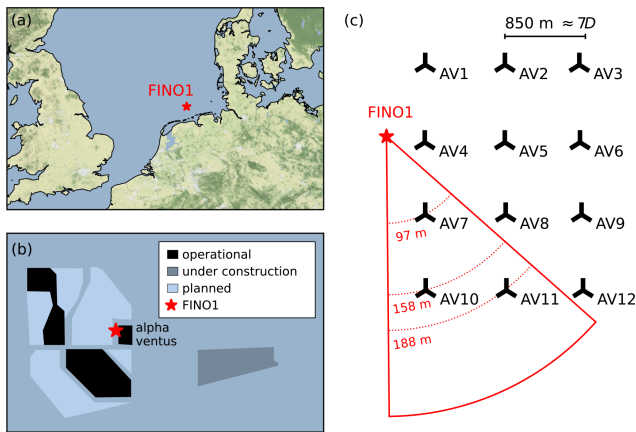 (a)
FINO1
(b)
operational
under construction
planned
FINO1
alpha
ventus
(c)
850 m ≈7D
AV1
AV2
AV3
FINO1
AV4
AV5
AV6
AV7
AV8
AV9
97 m
AV10
AV11
AV12
158 m
188 m